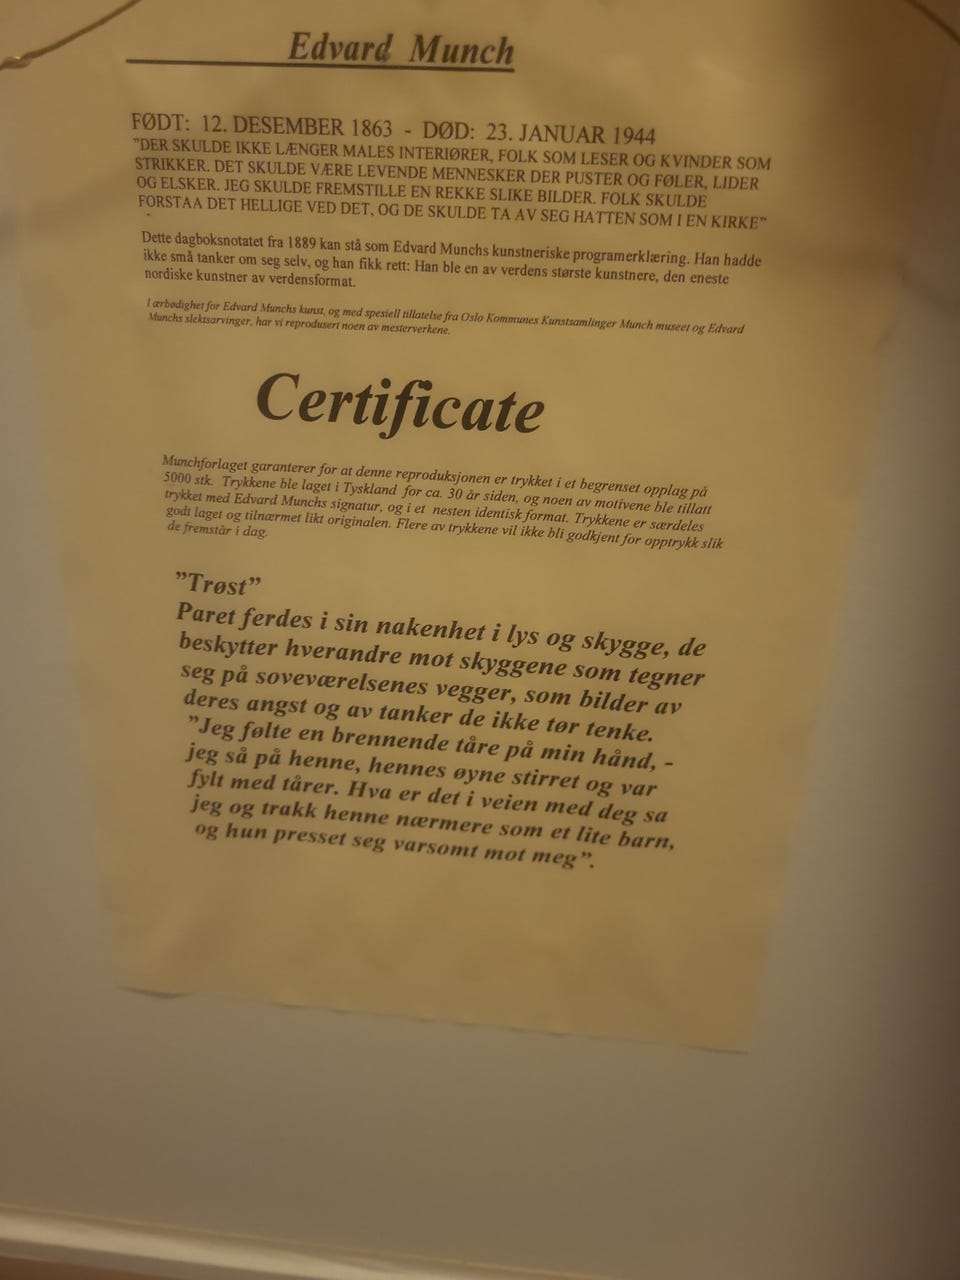 Edvard Munch
FØDT: 12. DESEMBER 1863 - DØD: 23. JANUAR 1944
"DER SKULDE IKKE LÆNGER MALES INTERIØRER, FOLK SOM LESER OG KVINDER SOM
STRIKKER. DET SKULDE VÆRE LEVENDE MENNESKER DER PUSTER OG FØLER, LIDER
OG ELSKER. JEG SKULDE FREMSTILLE EN REKKE SLIKE BILDER. FOLK SKULDE
FORSTAA DET HELLIGE VED DET, OG DE SKULDE TA AV SEG HATTEN SOM I EN KIRKE"
Dette dagboksnotatet fra 1889 kan stå som Edvard Munchs kunstneriske programerklæring. Han hadde
ikke små tanker om seg selv, og han fikk rett: Han ble en av verdens største kunstnere, den eneste
nordiske kunstner av verdensformat.
I ærbødighet for Edvard Munchs kunst, og med spesiell tillatelse fra Oslo Kommunes Kunstsamlinger Munch museet og Edvard
Munchs slektsarvinger, har vi reprodusert noen av mesterverkene.
Certificate
Munchforlaget garanterer for at denne reproduksjonen er trykket i et begrenset opplag på
5000 stk. Trykkene ble laget i Tyskland for ca. 30 år siden, og noen av motivene ble tillatt
trykket med Edvard Munchs signatur, og i et nesten identisk format. Trykkene er særdeles
godt laget og tilnærmet likt originalen. Flere av trykkene vil ikke bli godkjent for opptrykk slik
de fremstår i dag.
"Trøst"
Paret ferdes i sin nakenhet i lys og skygge, de
beskytter hverandre mot skyggene som tegner
seg på soveværelsenes vegger, som bilder av
deres angst og av tanker de ikke tør tenke.
"Jeg følte en brennende tåre på min hånd, -
jeg så på henne, hennes øyne stirret og var
fylt med tårer. Hva er det i veien med deg sa
jeg og trakk henne nærmere som et lite barn,
og hun presset seg varsomt mot meg".